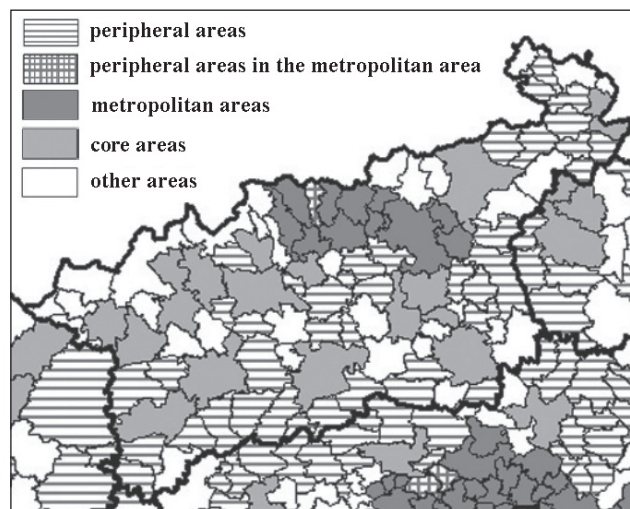 peripheral areas
peripheral areas in the metropolitan area
metropolitan areas
core areas
other areas